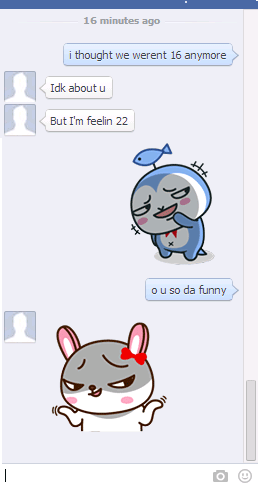 16 minutes ago
i thought we werent 16 anymore
Idk about u
But I'm feelin 22
o u so da funny